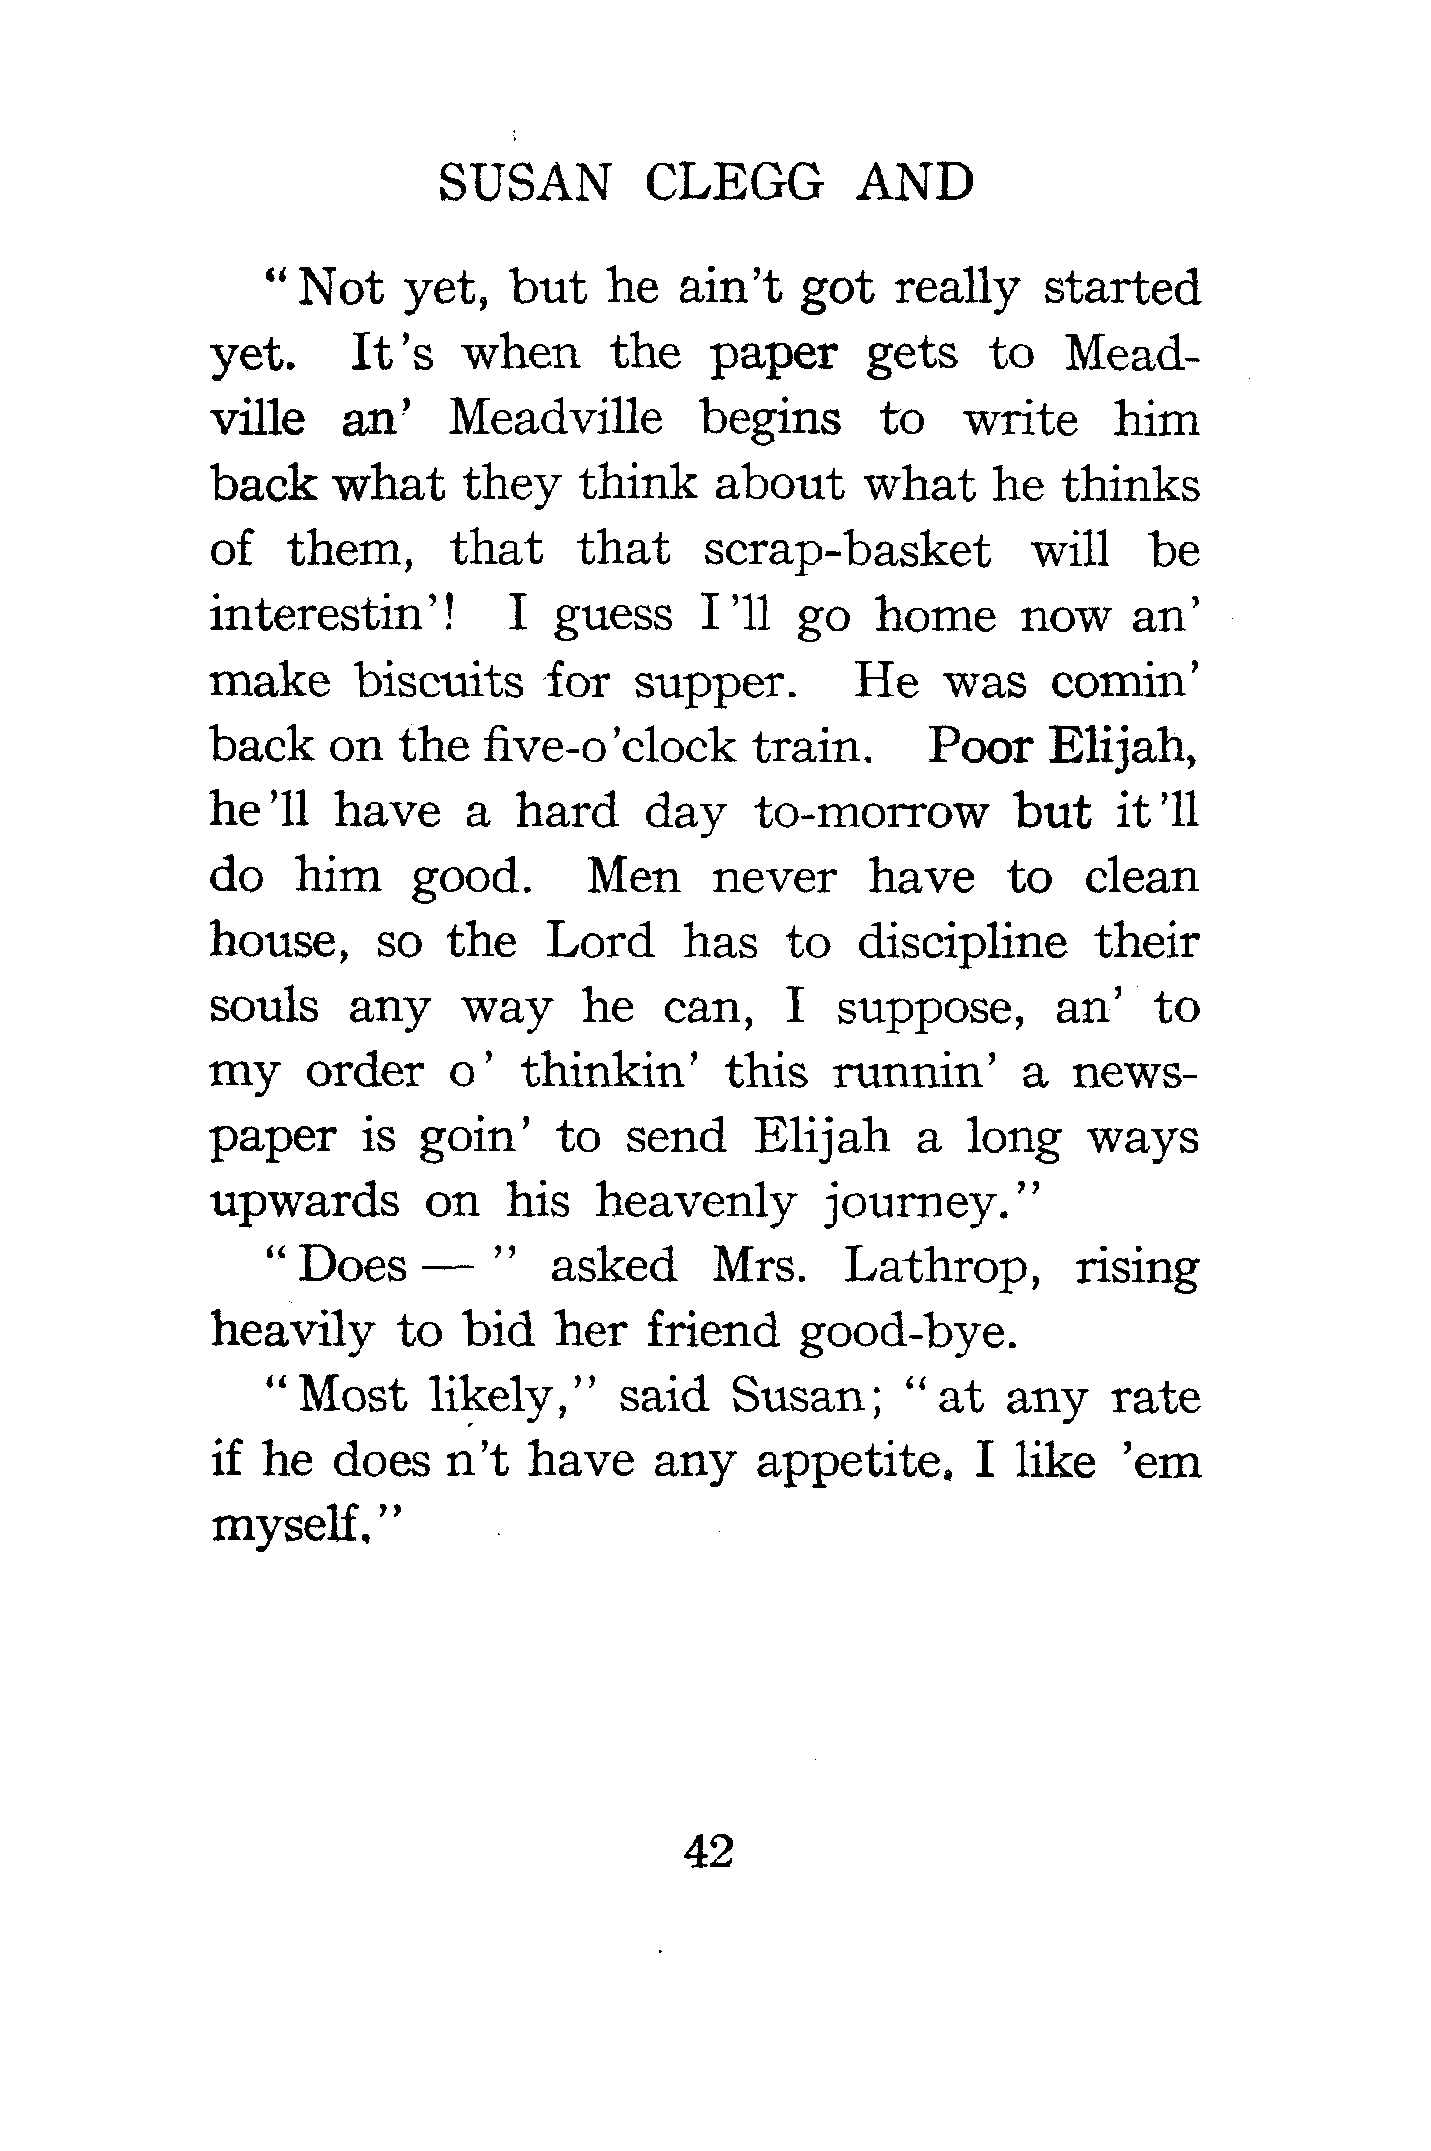 SUSAN CLEGG AND
“Not yet, but he ain't got really started
yet. It's when the paper gets to Mead-
ville an' Meadville begins to write him
back what they think about what he thinks
of them, that that scrap-basket will be
interestin'! I guess I'll go home now an'
make biscuits for supper. He was comin'
back on the five-o'clock train. Poor Elijah,
he'll have a hard day to-morrow but it'll
do him good. Men never have to clean
house, so the Lord has to discipline their
souls any way he can, I suppose, an' to
my order o' thinkin' this runnin' a news-
paper is goin' to send Elijah a long ways
upwards on his heavenly journey.”
“Does — ” asked Mrs. Lathrop, rising
heavily to bid her friend good-bye.
“Most likely,” said Susan; “at any rate
if he does n't have any appetite, I like 'em
myself.”
42